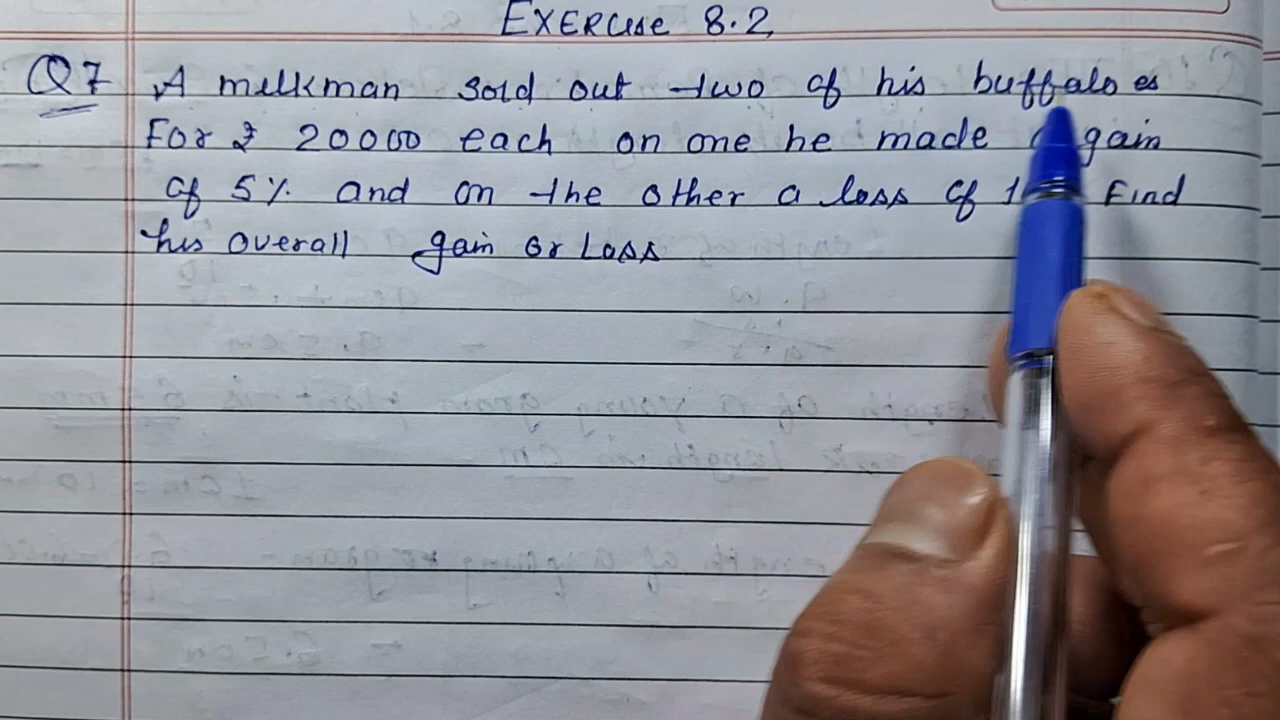 EXERCISE 8.2
Q7 A milkman sold out two of his buffaloes
For ₹ 20000 each on one he made gain
of 5% and on the other a loss of Find
his overall gain or Loss